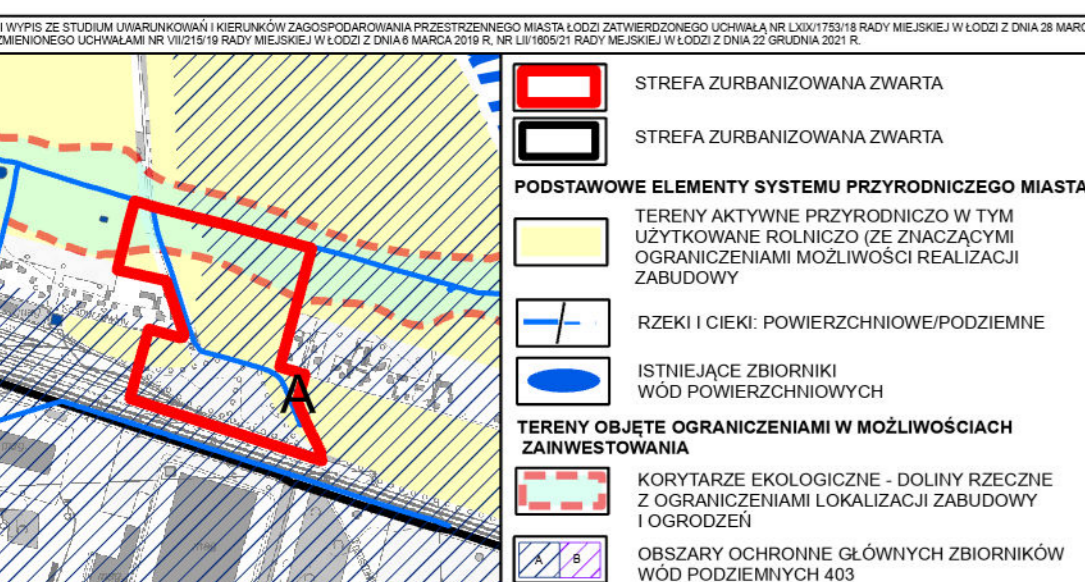 I WYPIS ZE STUDIUM UWARUNKOWAŃ I KIERUNKÓW ZAGOSPODAROWANIA PRZESTRZENNEGO MIASTA ŁODZI ZATWIERDZONEGO UCHWAŁĄ NR LXIX/1753/18 RADY MIEJSKIEJ W ŁODZI Z DNIA 28 MARC
ZMIENIONEGO UCHWAŁAMI NR VII/215/19 RADY MIEJSKIEJ W ŁODZI Z DNIA 6 MARCA 2019 R, NR LII/1605/21 RADY MEJSKIEJ W ŁODZI Z DNIA 22 GRUDNIA 2021 R.
STREFA ZURBANIZOWANA ZWARTA
STREFA ZURBANIZOWANA ZWARTA
PODSTAWOWE ELEMENTY SYSTEMU PRZYRODNICZEGO MIASTA
TERENY AKTYWNE PRZYRODNICZO W TYM
UŻYTKOWANE ROLNICZO (ZE ZNACZĄCYMI
OGRANICZENIAMI MOŻLIWOŚCI REALIZACJI
ZABUDOWY
RZEKI I CIEKI: POWIERZCHNIOWE/PODZIEMNE
ISTNIEJĄCE ZBIORNIKI
WÓD POWIERZCHNIOWYCH
TERENY OBJĘTE OGRANICZENIAMI W MOŻLIWOŚCIACH
ZAINWESTOWANIA
KORYTARZE EKOLOGICZNE - DOLINY RZECZNE
Z OGRANICZENIAMI LOKALIZACJI ZABUDOWY
I OGRODZEŃ
A B
OBSZARY OCHRONNE GŁÓWNYCH ZBIORNIKÓW
WÓD PODZIEMNYCH 403
A
mag
mag